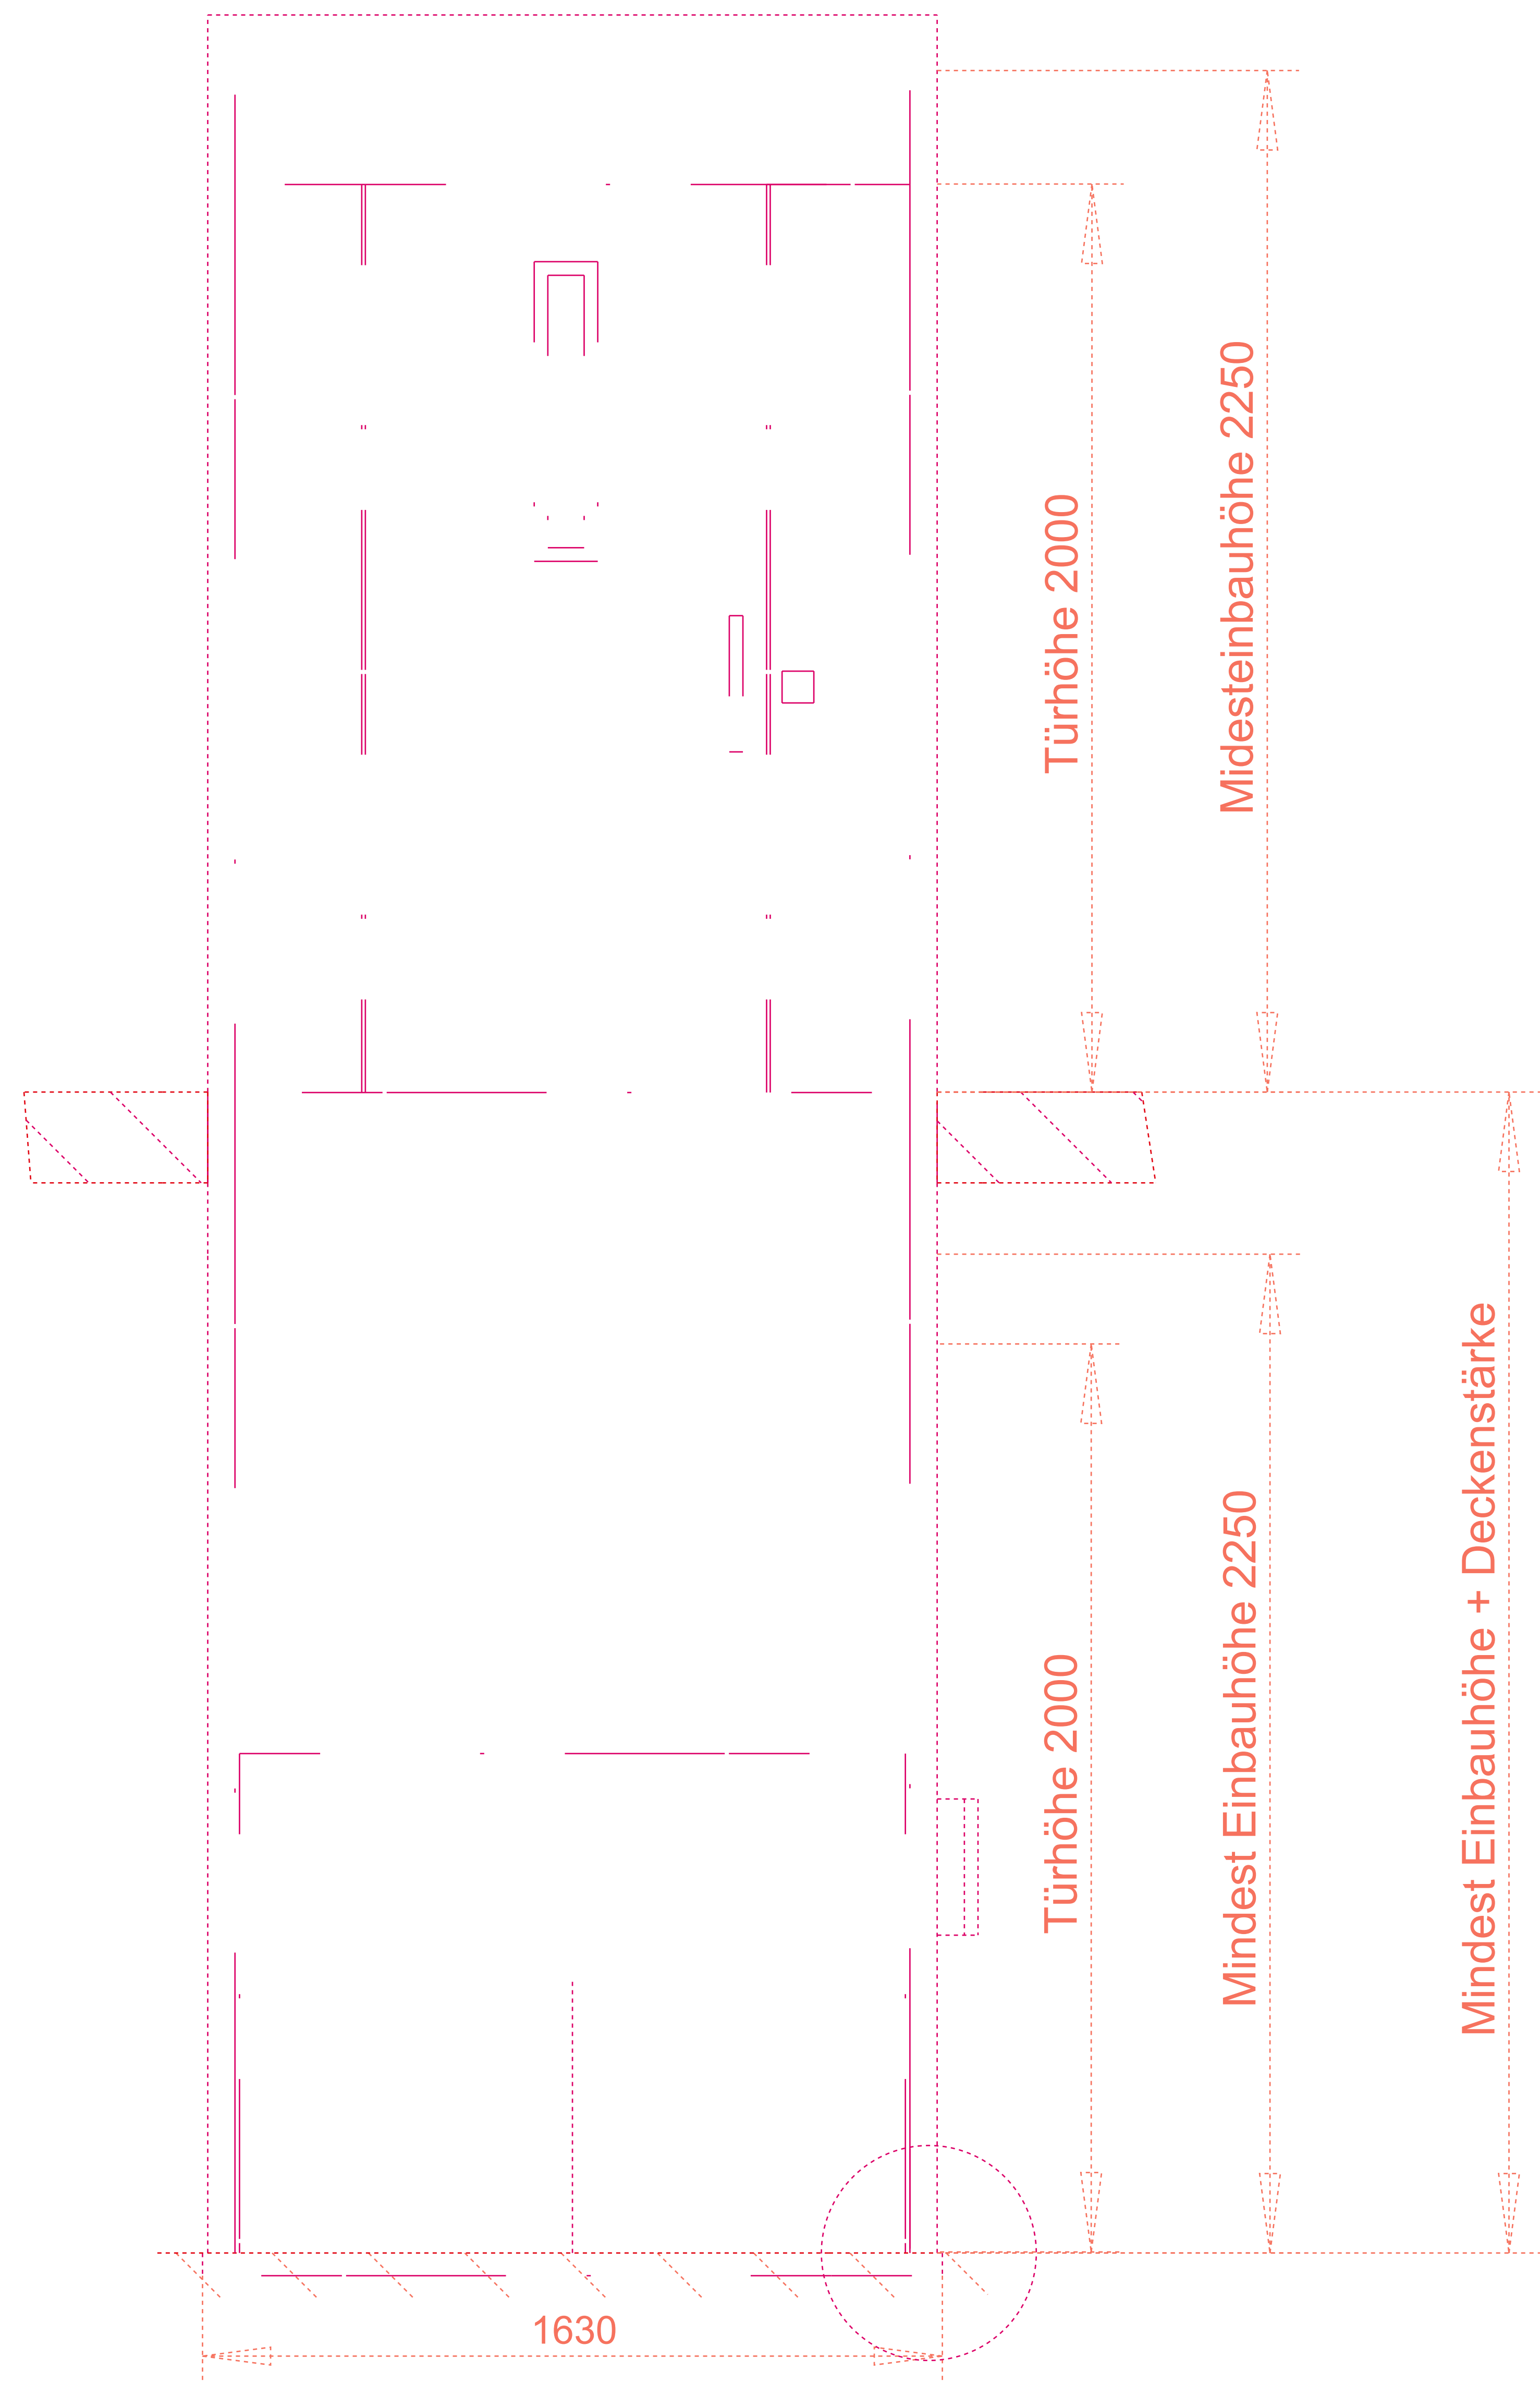 Türhöhe 2000
Midesteinbauhöhe 2250
Türhöhe 2000
Mindest Einbauhöhe 2250
Mindest Einbauhöhe + Deckenstärke
1630